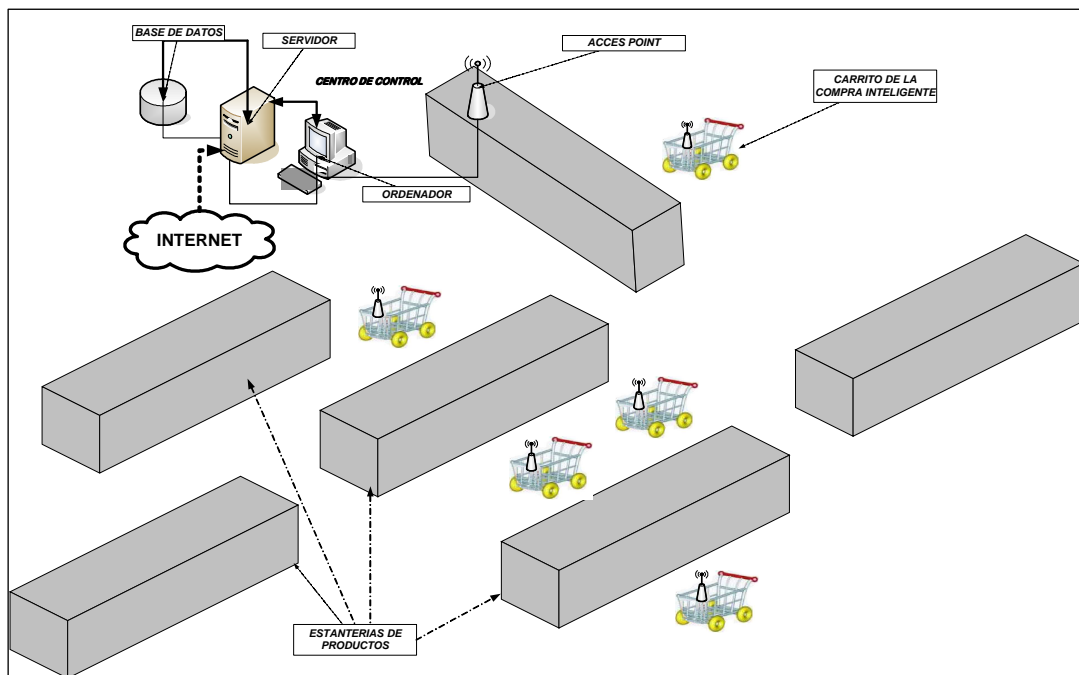 BASE DE DATOS
SERVIDOR
ACCES POINT
CENTRO DE CONTROL
CARRITO DE LA
COMPRA INTELIGENTE
ORDENADOR
INTERNET
ESTANTERIAS DE
PRODUCTOS